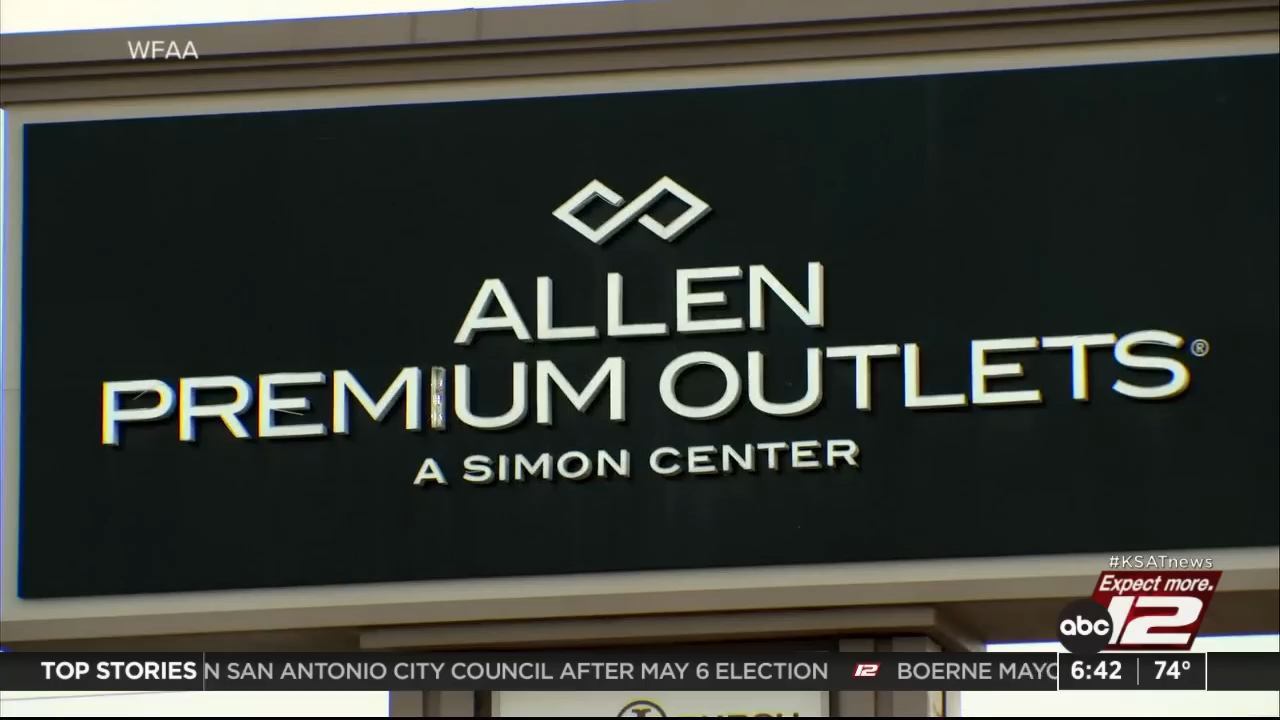 WFAA
ALLEN
PREMIUM OUTLETS®
A SIMON CENTER
#KSATnews
Expect more.
abc 12
TOP STORIES N SAN ANTONIO CITY COUNCIL AFTER MAY 6 ELECTION 12 BOERNE MAYO 6:42 74°